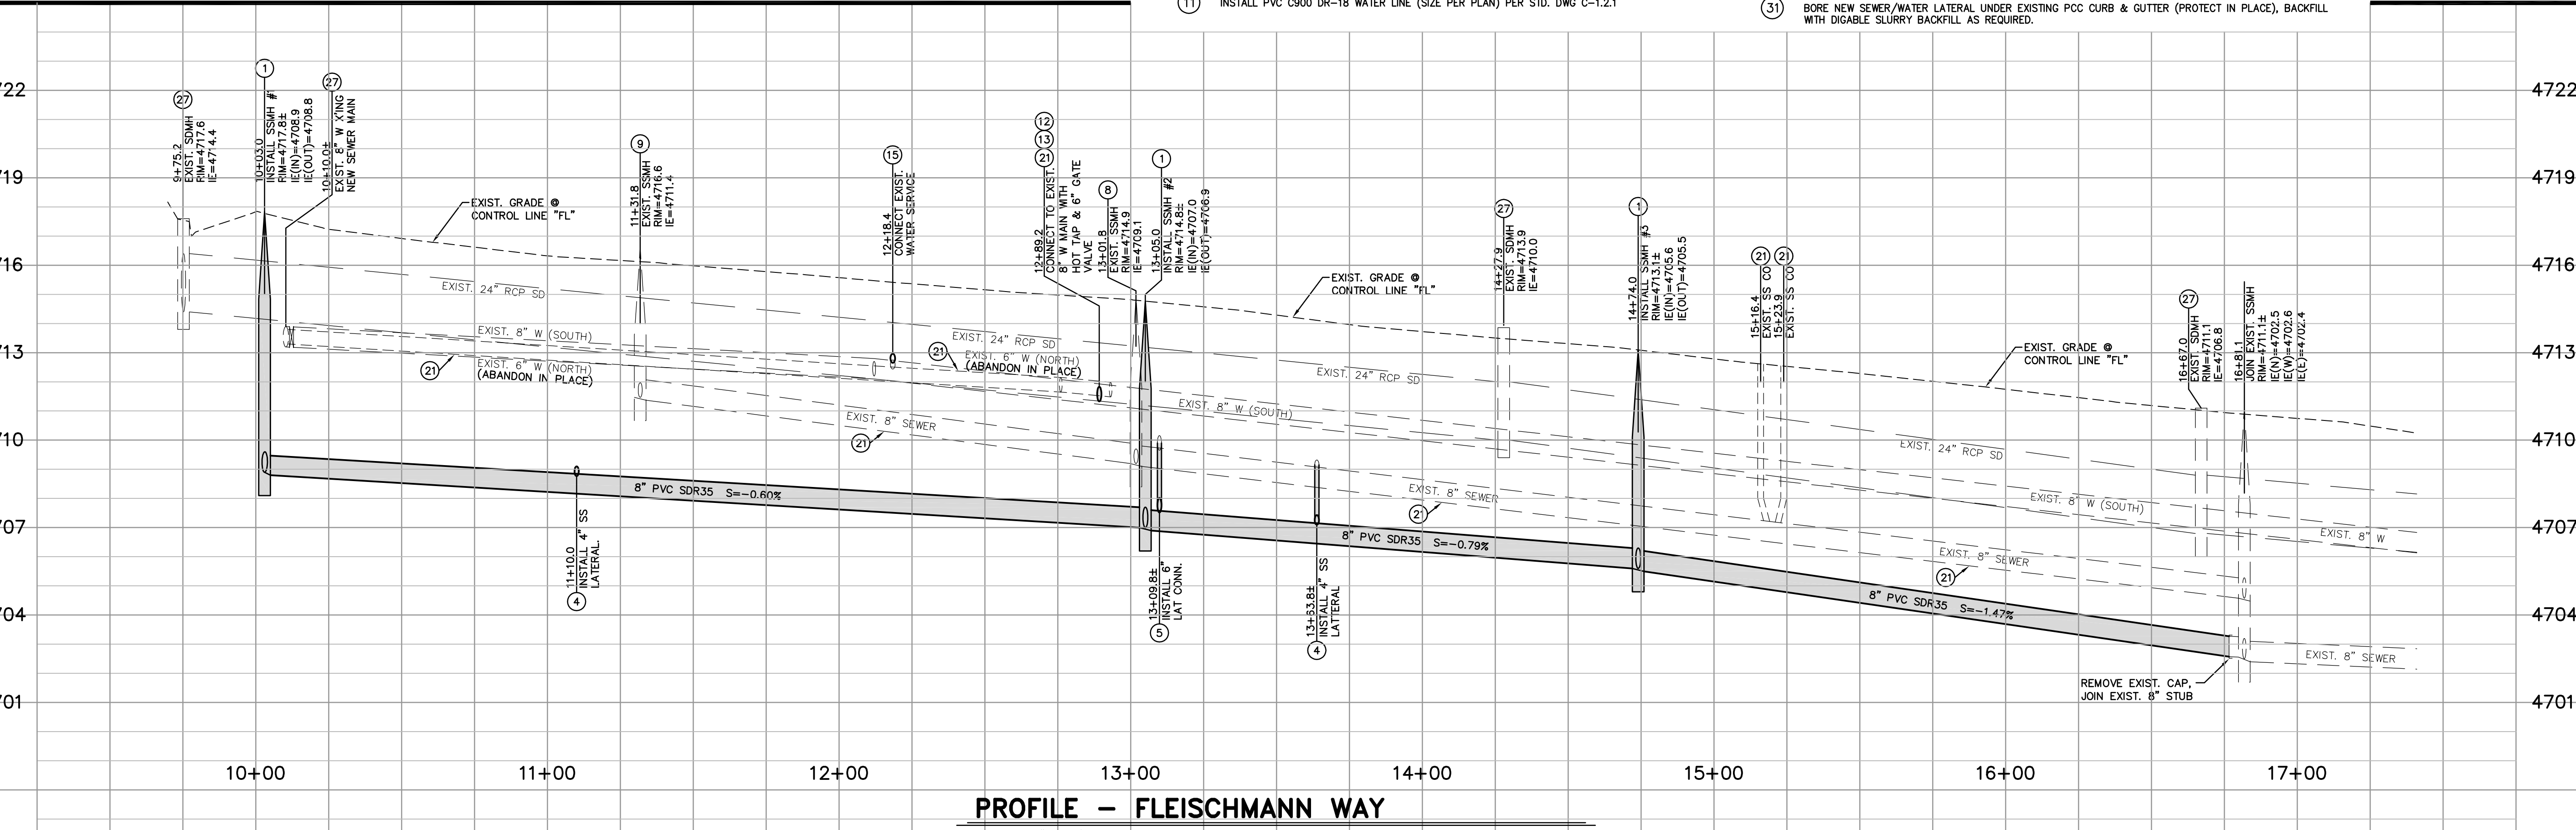 11
INSTALL PVC C900 DR-18 WATER LINE (SIZE PER PLAN) PER STD. DWG C-1.2.1
31
BORE NEW SEWER/WATER LATERAL UNDER EXISTING PCC CURB & GUTTER (PROTECT IN PLACE), BACKFILL
WITH DIGABLE SLURRY BACKFILL AS REQUIRED.
722
719
716
713
710
707
704
701
4722
4719
4716
4713
4710
4707
4704
4701
27
9+75.2
EXIST. SDMH
RIM=4717.6
IE=4714.4
1
10+03.0
INSTALL SSMH #1
RIM=4717.8±
IE(IN)=4708.9
IE(OUT)=4708.8
27
10+10.0±
EXIST. 8" W X'ING
NEW SEWER MAIN
EXIST. GRADE @
CONTROL LINE "FL"
9
11+31.8
EXIST. SSMH
RIM=4716.6
IE=4711.4
15
12+18.4
CONNECT EXIST.
WATER SERVICE
12
13
21
12+89.2
CONNECT TO EXIST.
8" W MAIN WITH
HOT TAP & 6" GATE
VALVE
8
13+01.8
EXIST. SSMH
RIM=4714.9
IE=4709.1
1
13+05.0
INSTALL SSMH #2
RIM=4714.8±
IE(IN)=4707.0
IE(OUT)=4706.9
EXIST. GRADE @
CONTROL LINE "FL"
27
14+27.9
EXIST. SDMH
RIM=4713.9
IE=4710.0
1
14+74.0
INSTALL SSMH #3
RIM=4713.1±
IE(IN)=4705.6
IE(OUT)=4705.5
21
15+16.4
EXIST. SS CO
21
15+23.9
EXIST. SS CO
EXIST. GRADE @
CONTROL LINE "FL"
27
16+67.0
EXIST. SDMH
RIM=4711.1
IE=4706.8
16+81.1
JOIN EXIST. SSMH
RIM=4711.1±
IE(N)=4702.5
IE(W)=4702.6
IE(E)=4702.4
EXIST. 24" RCP SD
EXIST. 8" W (SOUTH)
21
EXIST. 6" W (NORTH)
(ABANDON IN PLACE)
EXIST. 24" RCP SD
21
EXIST. 6" W (NORTH)
(ABANDON IN PLACE)
EXIST. 8" SEWER
21
EXIST. 8" W (SOUTH)
EXIST. 24" RCP SD
EXIST. 8" SEWER
21
EXIST. 24" RCP SD
EXIST. 8" W (SOUTH)
EXIST. 8" W
EXIST. 8" SEWER
21
EXIST. 8" SEWER
8" PVC SDR35 S=-0.60%
8" PVC SDR35 S=-0.79%
8" PVC SDR35 S=-1.47%
11+10.0
INSTALL 4" SS
LATERAL.
4
13+09.8±
INSTALL 6"
LAT CONN.
5
13+63.8±
INSTALL 4" SS
LATTERAL
4
REMOVE EXIST. CAP,
JOIN EXIST. 8" STUB
10+00
11+00
12+00
13+00
14+00
15+00
16+00
17+00
PROFILE - FLEISCHMANN WAY